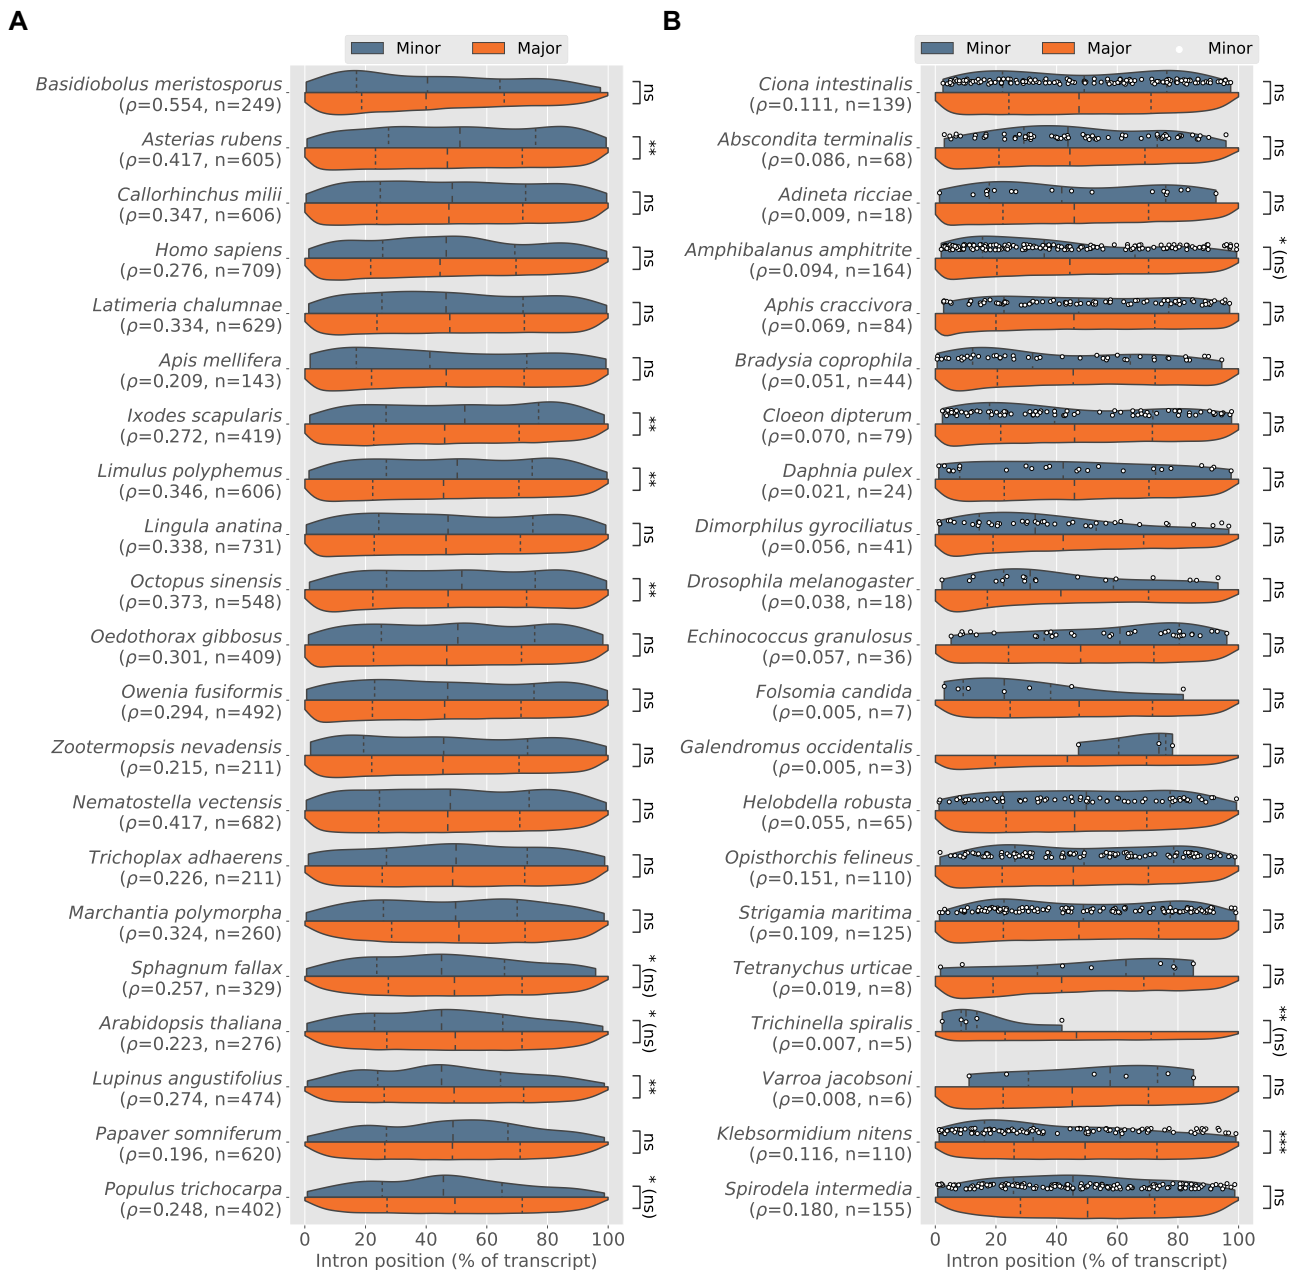 A
Minor
Major
Basidiobolus meristosporus
(ρ=0.554, n=249)
ns
Asterias rubens
(ρ=0.417, n=605)
**
Callorhinchus milii
(ρ=0.347, n=606)
ns
Homo sapiens
(ρ=0.276, n=709)
ns
Latimeria chalumnae
(ρ=0.334, n=629)
ns
Apis mellifera
(ρ=0.209, n=143)
ns
Ixodes scapularis
(ρ=0.272, n=419)
**
Limulus polyphemus
(ρ=0.346, n=606)
**
Lingula anatina
(ρ=0.338, n=731)
ns
Octopus sinensis
(ρ=0.373, n=548)
**
Oedothorax gibbosus
(ρ=0.301, n=409)
ns
Owenia fusiformis
(ρ=0.294, n=492)
ns
Zootermopsis nevadensis
(ρ=0.215, n=211)
ns
Nematostella vectensis
(ρ=0.417, n=682)
ns
Trichoplax adhaerens
(ρ=0.226, n=211)
ns
Marchantia polymorpha
(ρ=0.324, n=260)
ns
Sphagnum fallax
(ρ=0.257, n=329)
* (ns)
Arabidopsis thaliana
(ρ=0.223, n=276)
* (ns)
Lupinus angustifolius
(ρ=0.274, n=474)
**
Papaver somniferum
(ρ=0.196, n=620)
ns
Populus trichocarpa
(ρ=0.248, n=402)
* (ns)
0 20 40 60 80 100
Intron position (% of transcript)
B
Minor
Major
Minor
Ciona intestinalis
(ρ=0.111, n=139)
ns
Abscondita terminalis
(ρ=0.086, n=68)
ns
Adineta ricciae
(ρ=0.009, n=18)
ns
Amphibalanus amphitrite
(ρ=0.094, n=164)
* (ns)
Aphis craccivora
(ρ=0.069, n=84)
ns
Bradysia coprophila
(ρ=0.051, n=44)
ns
Cloeon dipterum
(ρ=0.070, n=79)
ns
Daphnia pulex
(ρ=0.021, n=24)
ns
Dimorphilus gyrociliatus
(ρ=0.056, n=41)
ns
Drosophila melanogaster
(ρ=0.038, n=18)
ns
Echinococcus granulosus
(ρ=0.057, n=36)
ns
Folsomia candida
(ρ=0.005, n=7)
ns
Galendromus occidentalis
(ρ=0.005, n=3)
ns
Helobdella robusta
(ρ=0.055, n=65)
ns
Opisthorchis felineus
(ρ=0.151, n=110)
ns
Strigamia maritima
(ρ=0.109, n=125)
ns
Tetranychus urticae
(ρ=0.019, n=8)
ns
Trichinella spiralis
(ρ=0.007, n=5)
** (ns)
Varroa jacobsoni
(ρ=0.008, n=6)
ns
Klebsormidium nitens
(ρ=0.116, n=110)
***
Spirodela intermedia
(ρ=0.180, n=155)
ns
0 20 40 60 80 100
Intron position (% of transcript)